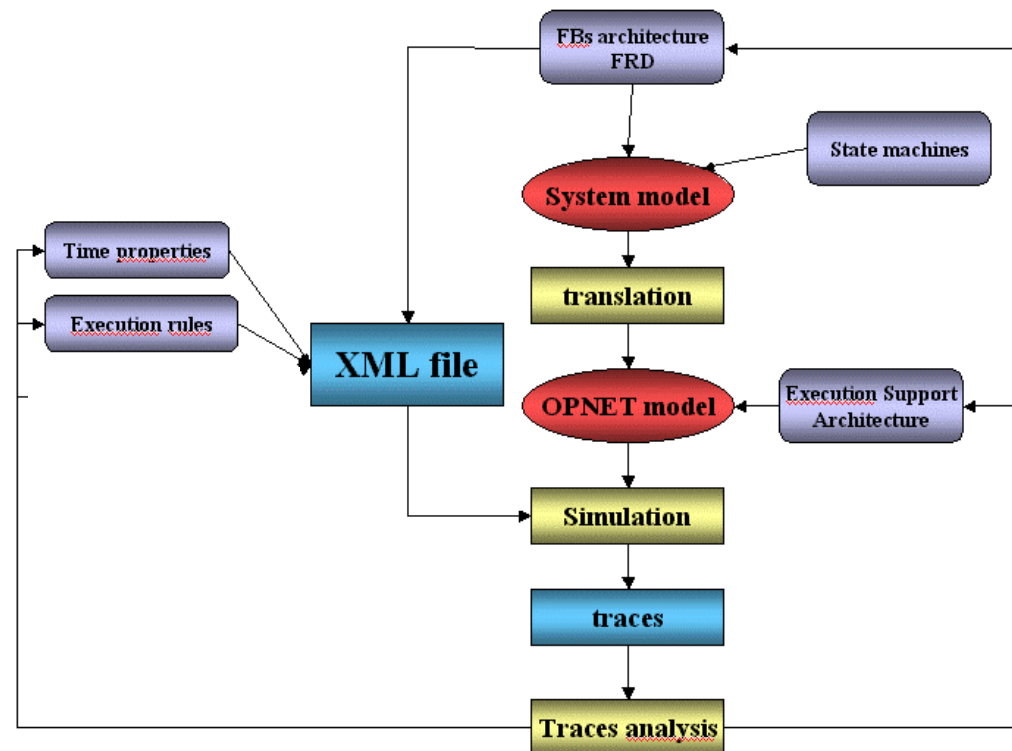 FBs architecture
FRD
State machines
System model
Time properties
translation
Execution rules
XML file
OPNET model
Execution Support
Architecture
Simulation
traces
Traces analysis